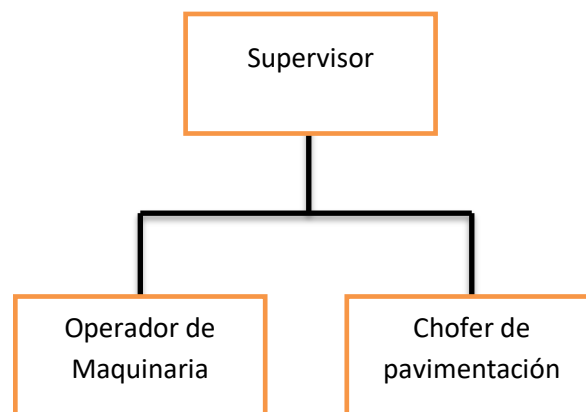 Supervisor
Operador de
Maquinaria
Chofer de
pavimentación